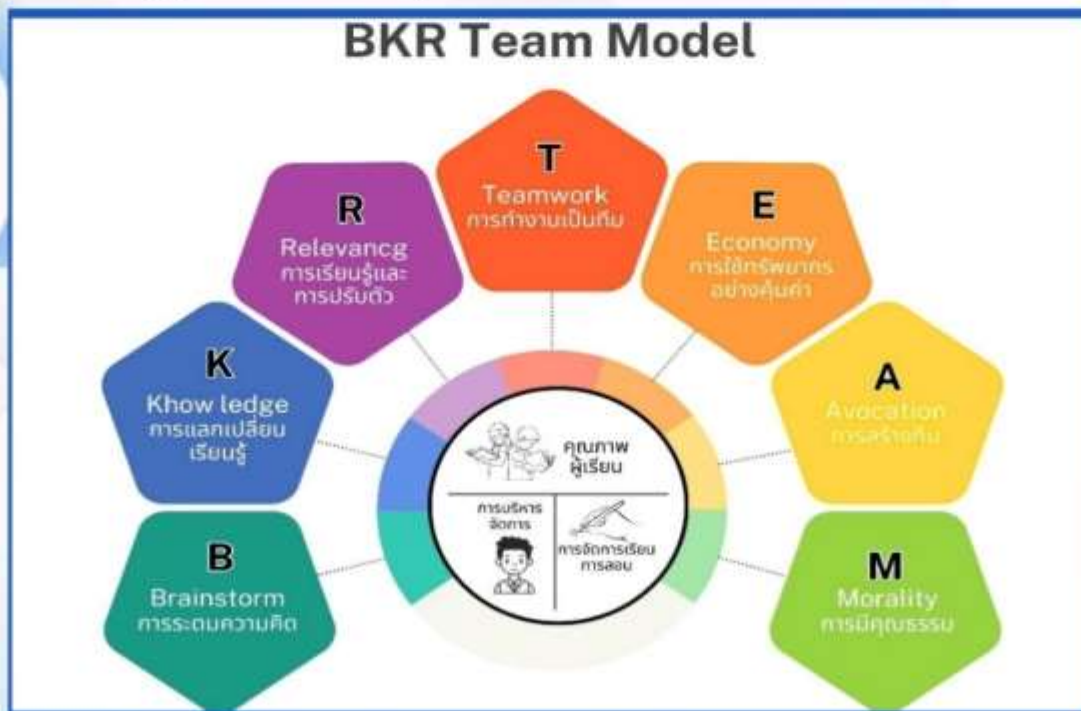 BKR Team Model
T
Teamwork
การทำงานเป็นทีม
R
Relevancg
การเรียนรู้และ
การปรับตัว
E
Economy
การใช้ทรัพยากร
อย่างคุ้มค่า
K
Khow ledge
การแลกเปลี่ยน
เรียนรู้
A
Avocation
การสร้างทีม
B
Brainstorm
การระดมความคิด
M
Morality
การมีคุณธรรม
คุณภาพ
ผู้เรียน
การบริหาร
จัดการ
การจัดการเรียน
การสอน